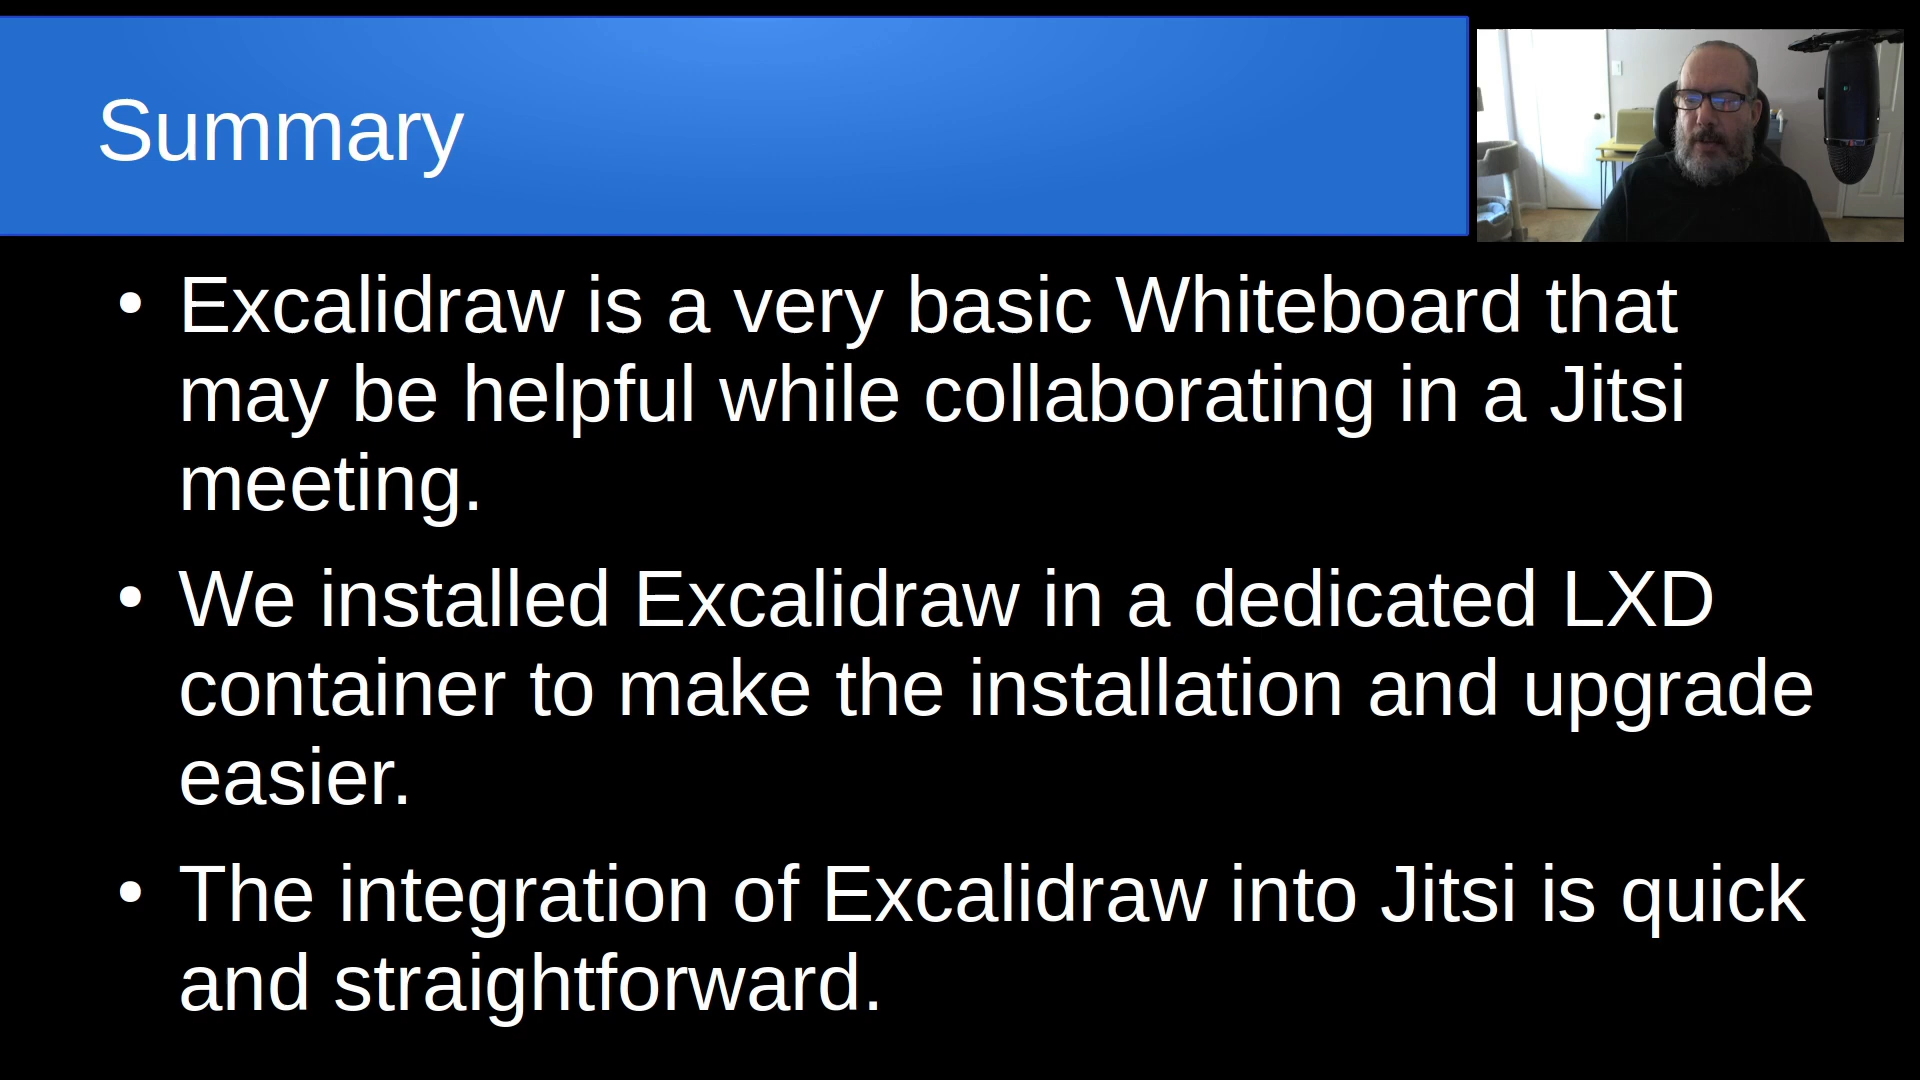 Summary
• Excalidraw is a very basic Whiteboard that
may be helpful while collaborating in a Jitsi
meeting.
• We installed Excalidraw in a dedicated LXD
container to make the installation and upgrade
easier.
• The integration of Excalidraw into Jitsi is quick
and straightforward.